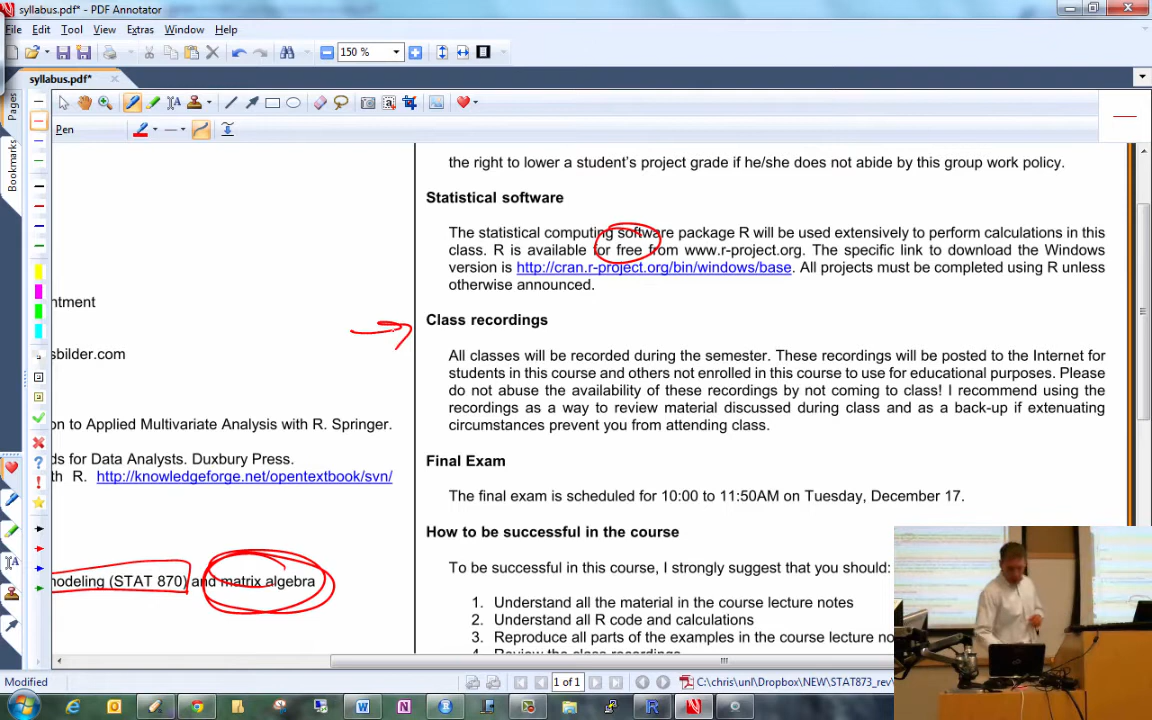 syllabus.pdf* - PDF Annotator
File Edit Tool View Extras Window Help
150 %
syllabus.pdf*
Pen
Pages
Bookmarks
the right to lower a student's project grade if he/she does not abide by this group work policy.
Statistical software
The statistical computing software package R will be used extensively to perform calculations in this
class. R is available for free from www.r-project.org. The specific link to download the Windows
version is http://cran.r-project.org/bin/windows/base. All projects must be completed using R unless
otherwise announced.
ntment
Class recordings
sbilder.com
All classes will be recorded during the semester. These recordings will be posted to the Internet for
students in this course and others not enrolled in this course to use for educational purposes. Please
do not abuse the availability of these recordings by not coming to class! I recommend using the
recordings as a way to review material discussed during class and as a back-up if extenuating
circumstances prevent you from attending class.
on to Applied Multivariate Analysis with R. Springer.
ds for Data Analysts. Duxbury Press.
th R. http://knowledgeforge.net/opentextbook/svn/
Final Exam
The final exam is scheduled for 10:00 to 11:50AM on Tuesday, December 17.
How to be successful in the course
To be successful in this course, I strongly suggest that you should:
modeling (STAT 870) and matrix algebra
1. Understand all the material in the course lecture notes
2. Understand all R code and calculations
3. Reproduce all parts of the examples in the course lecture no
4. Review the class recordings
Modified
1 of 1
C:\chris\unl\Dropbox\NEW\STAT873_rev\